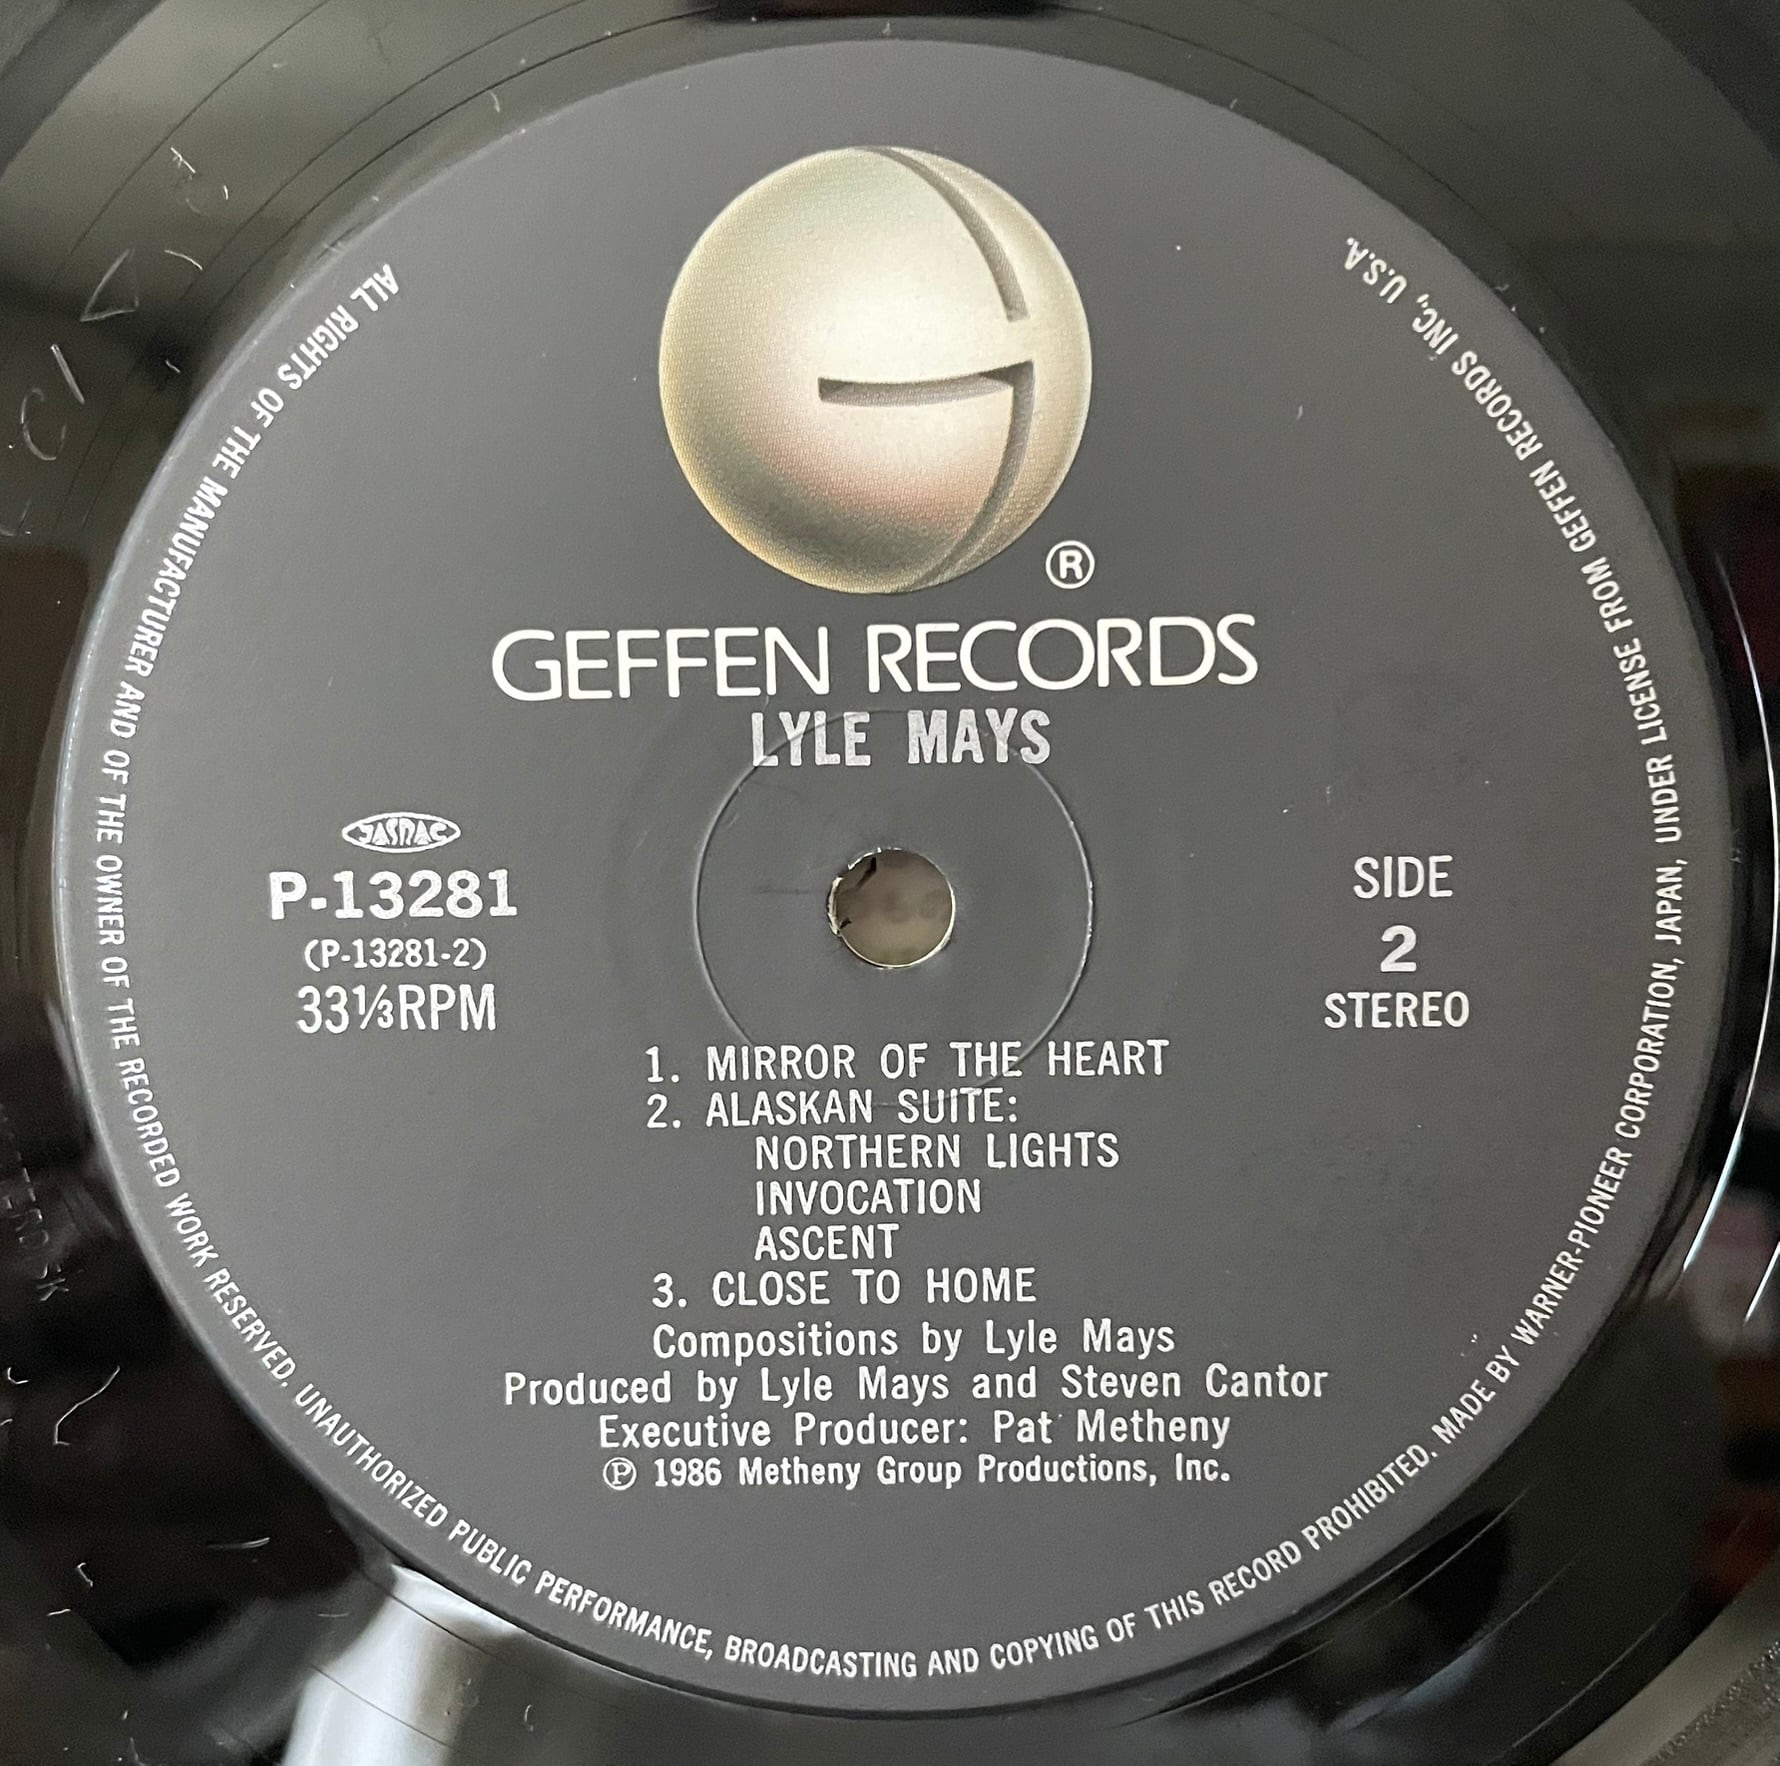 ®
GEFFEN RECORDS
LYLE MAYS
JASRAC
P-13281
(P-13281-2)
33⅓RPM
SIDE
2
STEREO
1. MIRROR OF THE HEART
2. ALASKAN SUITE:
NORTHERN LIGHTS
INVOCATION
ASCENT
3. CLOSE TO HOME
Compositions by Lyle Mays
Produced by Lyle Mays and Steven Cantor
Executive Producer: Pat Metheny
℗ 1986 Metheny Group Productions, Inc.
ALL RIGHTS OF THE MANUFACTURER AND OF THE OWNER OF THE RECORDED WORK RESERVED. UNAUTHORIZED PUBLIC PERFORMANCE, BROADCASTING AND COPYING OF THIS RECORD PROHIBITED. MADE BY WARNER-PIONEER CORPORATION, JAPAN, UNDER LICENSE FROM GEFFEN RECORDS INC., U.S.A.